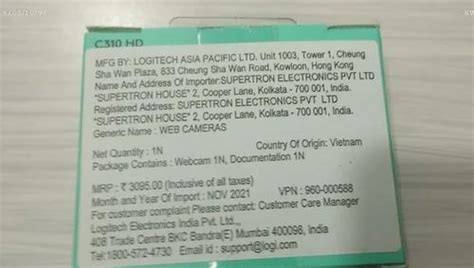 C310 HD
MFG BY: LOGITECH ASIA PACIFIC LTD. Unit 1003, Tower 1, Cheung
Sha Wan Plaza, 833 Cheung Sha Wan Road, Kowloon, Hong Kong
Name And Address of Importer:SUPERTRON ELECTRONICS PVT LTD
"SUPERTRON HOUSE" 2, Cooper Lane, Kolkata - 700 001, India.
Registered Address: SUPERTRON ELECTRONICS PVT LTD
"SUPERTRON HOUSE" 2, Cooper Lane, Kolkata - 700 001, India.
Generic Name : WEB CAMERAS
Net Quantity : 1N Country Of Origin: Vietnam
Package Contains : Webcam 1N, Documentation 1N
MRP : ₹ 3095.00 (Inclusive of all taxes)
Month and Year Of Import : NOV 2021 VPN : 960-000588
For customer complaint Please contact: Customer Care Manager
Logitech Electronics India Pvt. Ltd.,
408 Trade Centre BKC Bandra(E) Mumbai 400098, India
Tel:1800-572-4730 Email id : support@logi.com